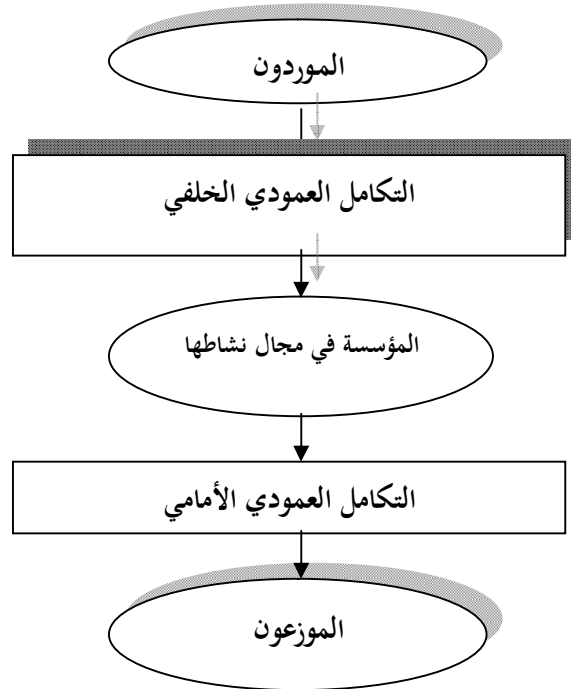 الموردون
التكامل العمودي الخلفي
المؤسسة في مجال نشاطها
التكامل العمودي الأمامي
الموزعون